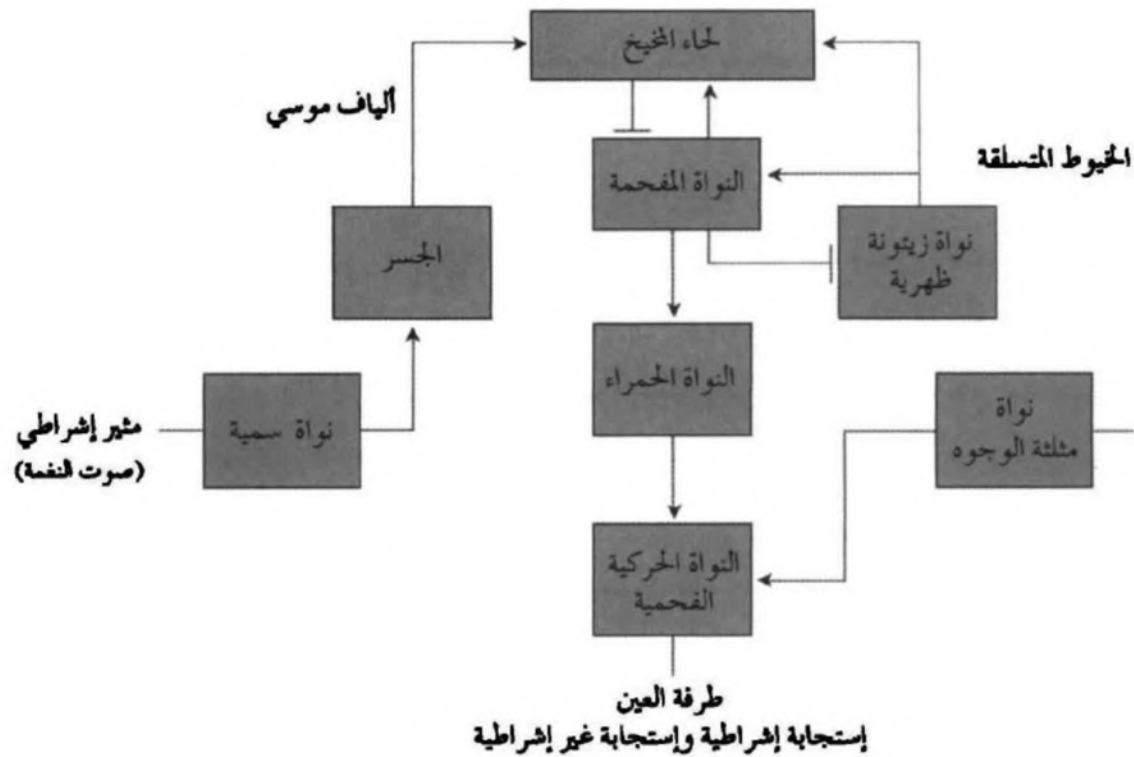 لحاء المخيخ
ألياف موسي
الخيوط المتسلقة
النواة المفحمة
نواة زيتونة
ظهرية
الجسر
النواة الحمراء
نواة
مثلثة الوجوه
مثير إشراطي
(صوت النغمة)
نواة سمية
النواة الحركية
الفحمية
طرفة العين
إستجابة إشراطية وإستجابة غير إشراطية